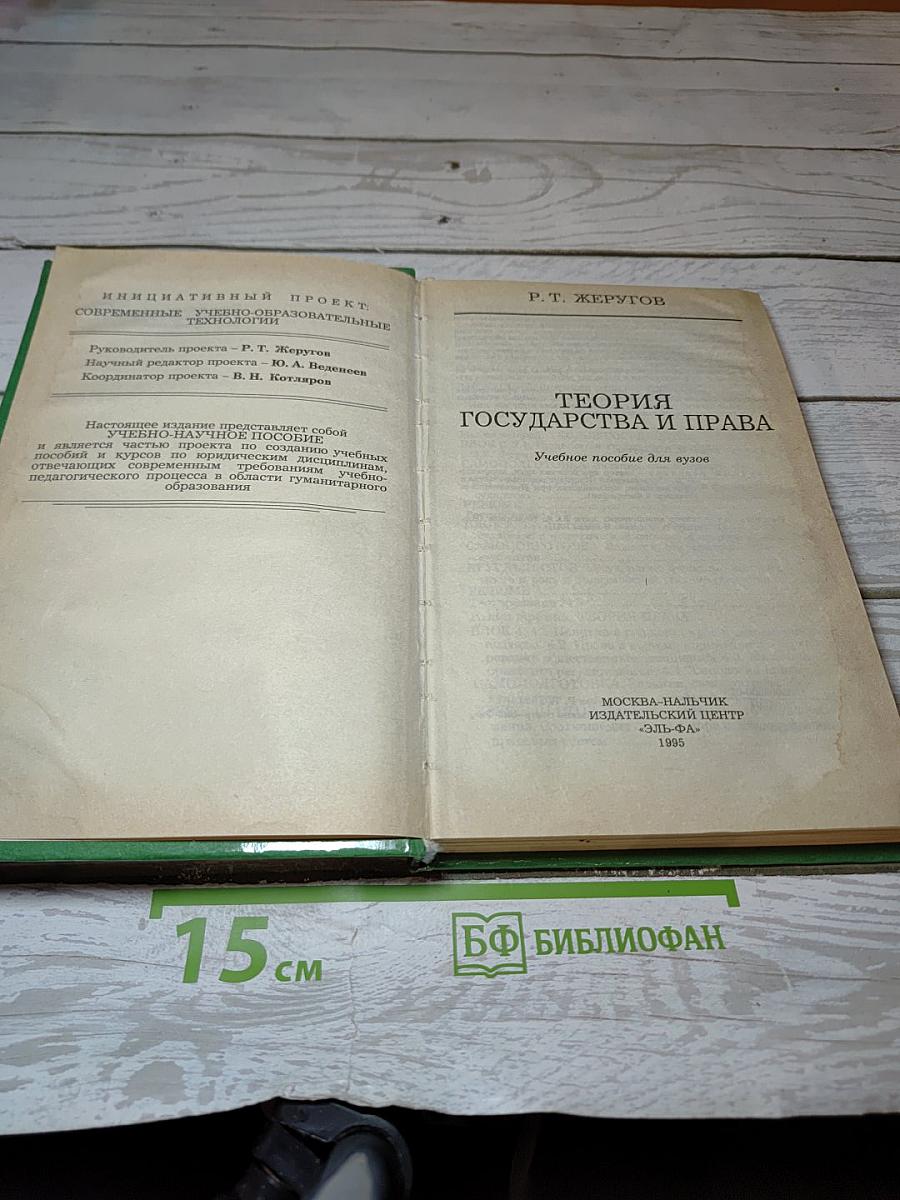 ИНИЦИАТИВНЫЙ ПРОЕКТ:
СОВРЕМЕННЫЕ УЧЕБНО-ОБРАЗОВАТЕЛЬНЫЕ
ТЕХНОЛОГИИ
Руководитель проекта – Р. Т. Жеругов
Научный редактор проекта – Ю. А. Веденеев
Координатор проекта – В. Н. Котляров
Настоящее издание представляет собой
УЧЕБНО-НАУЧНОЕ ПОСОБИЕ
и является частью проекта по созданию учебных
пособий и курсов по юридическим дисциплинам,
отвечающих современным требованиям учебно-
педагогического процесса в области гуманитарного
образования
Р. Т. ЖЕРУГОВ
ТЕОРИЯ
ГОСУДАРСТВА И ПРАВА
Учебное пособие для вузов
МОСКВА–НАЛЬЧИК
ИЗДАТЕЛЬСКИЙ ЦЕНТР
«ЭЛЬ-ФА»
1995
15 см
БФ БИБЛИОФАН